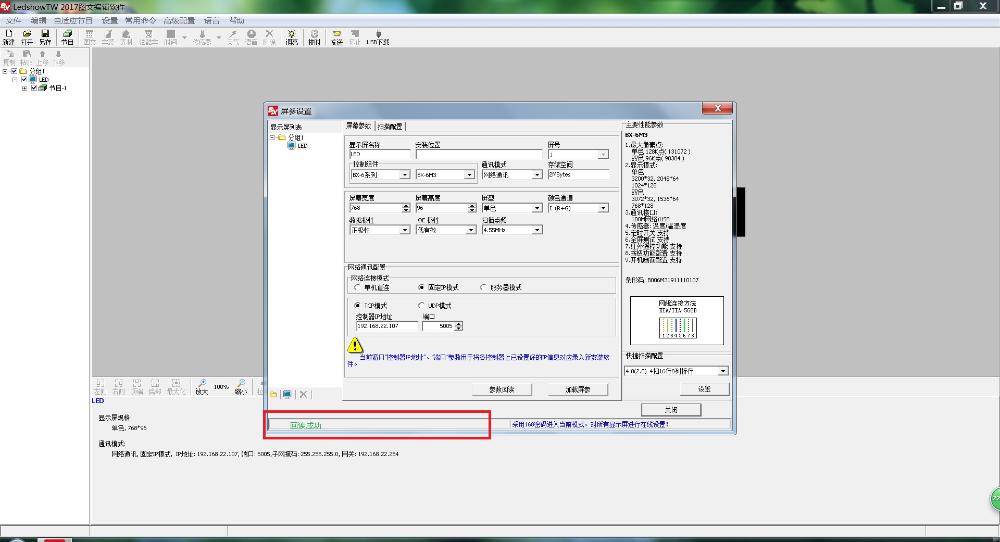 BX LedshowTW 2017图文编辑软件
文件 编辑 自适应节目 设置 常用命令 高级配置 语言 帮助
新建 打开 另存 节目 图文 字幕 素材 炫酷字 时间 传感器 天气 语音 删除 调亮 校时 发送 停止 USB下载
复制 粘贴 上移 下移
分组1
LED
节目-1
BX 屏参设置
显示屏列表
分组1
LED
屏幕参数 扫描配置
显示屏名称 安装位置 屏号
LED 1
控制组件 通讯模式 存储空间
BX-6系列 BX-6M3 网络通讯 2MBytes
屏幕宽度 屏幕高度 屏型 颜色通道
768 96 单色 I (R+G)
数据极性 OE 极性 扫描点频
正极性 低有效 4.55MHz
网络通讯配置
网络连接模式
单机直连 固定IP模式 服务器模式
TCP模式 UDP模式
控制器IP地址 端口
192.168.22.107 5005
当前窗口“控制器IP地址”、“端口”参数用于将各控制器上已设置好的IP信息对应录入新安装软
件。
参数回读 加载屏参
主要性能参数
BX-6M3
1.最大像素点:
单色 128K点( 131072 )
双色 96K点( 98304 )
2.显示模式:
单色
3200*32, 2048*64
1024*128
双色
3072*32, 1536*64
768*128
3.通讯接口:
100M网络/USB
4.传感器: 温度/温湿度
5.定时开关 支持
6.全屏测试 支持
7.红外遥控功能 支持
8.按钮功能配置 支持
9.开机画面配置 支持
条形码: B006M31911110107
网线连接方法
EIA/TIA-568B
1 2 3 4 5 6 7 8
快捷扫描配置
4.0(2.8) 4扫16行8列折行
设置
关闭
回读成功
采用168密码进入当前模式，对所有显示屏进行在线设置！
左侧 右侧 顶端 底部 最大化 放大 100% 缩小
LED
显示屏规格:
单色, 768*96
通讯模式:
网络通讯, 固定IP模式, IP地址: 192.168.22.107, 端口: 5005,子网掩码: 255.255.255.0, 网关: 192.168.22.254